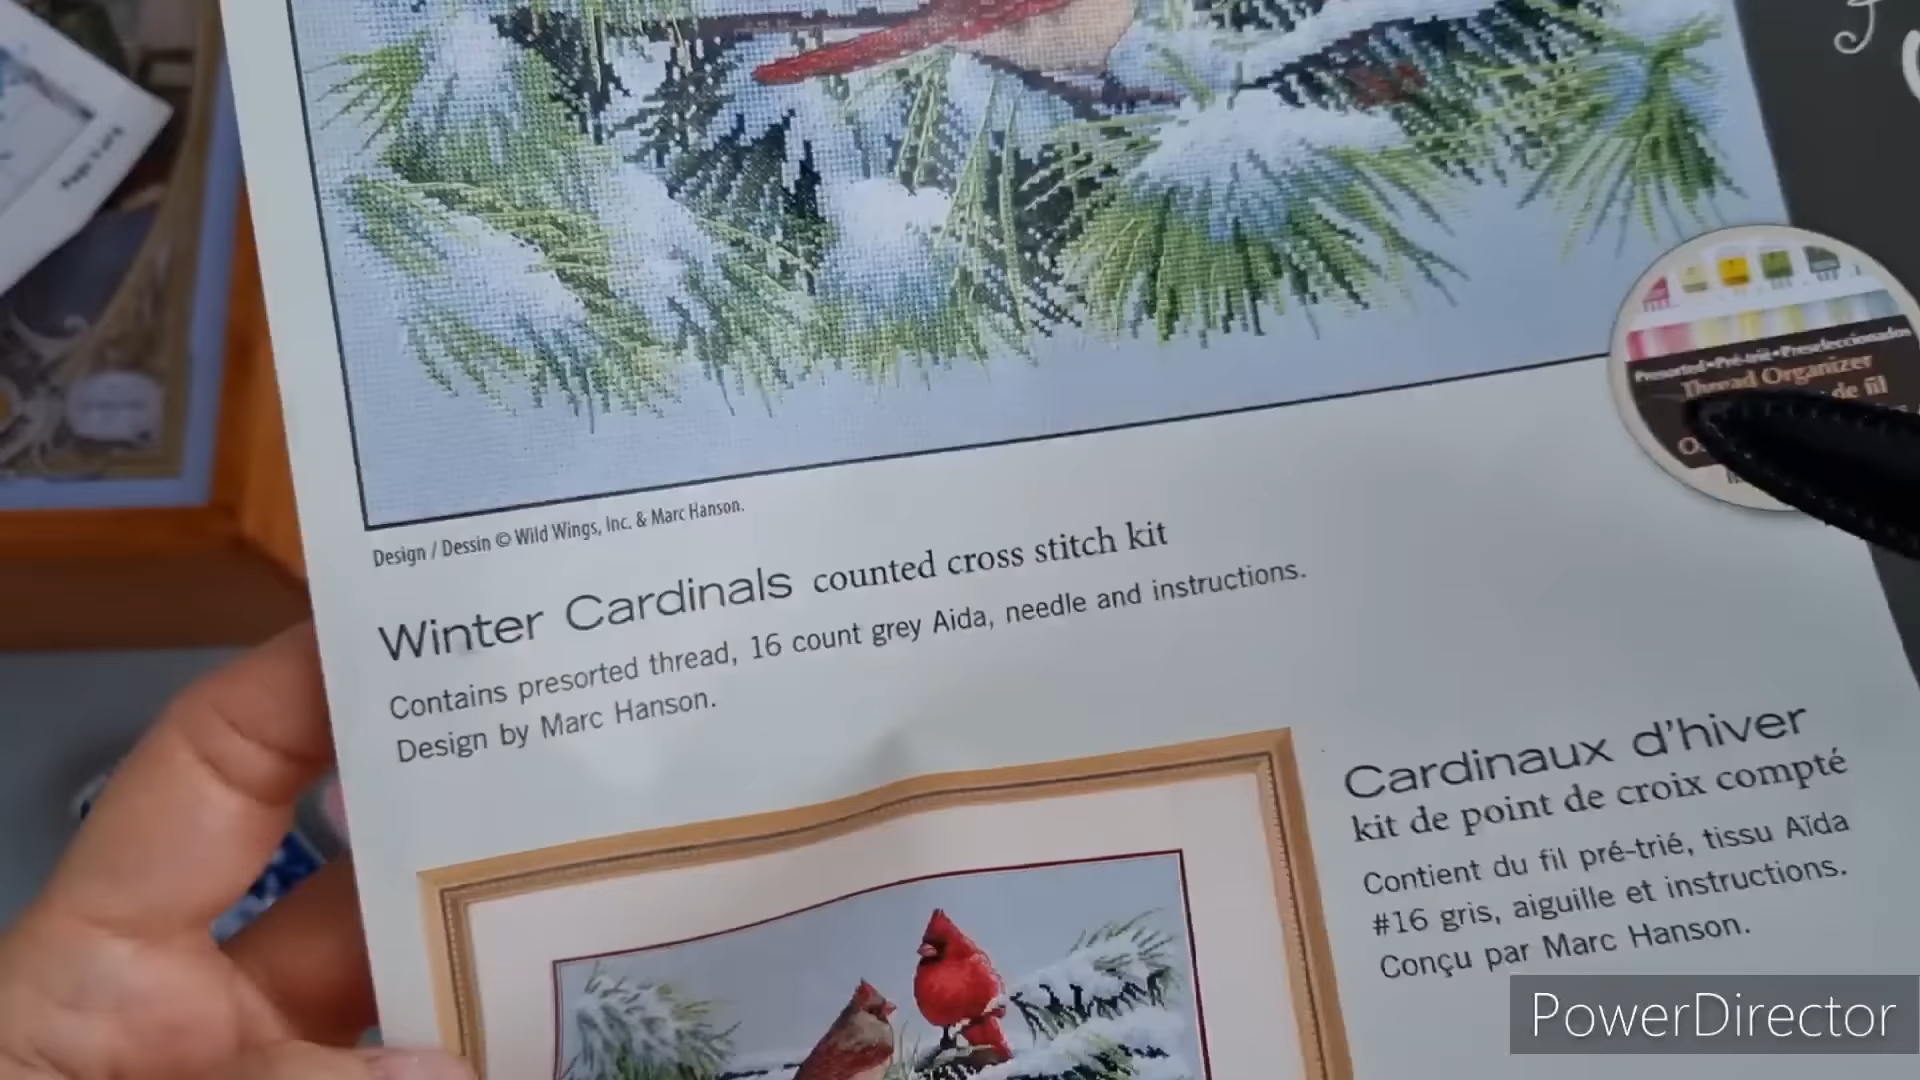 Presorted•Pré-trié•Preseleccionados
Thread Organizer
de fil
Design / Dessin © Wild Wings, Inc. & Marc Hanson.
Winter Cardinals counted cross stitch kit
Contains presorted thread, 16 count grey Aida, needle and instructions.
Design by Marc Hanson.
Cardinaux d'hiver
kit de point de croix compté
Contient du fil pré-trié, tissu Aïda
#16 gris, aiguille et instructions.
Conçu par Marc Hanson.
PowerDirector